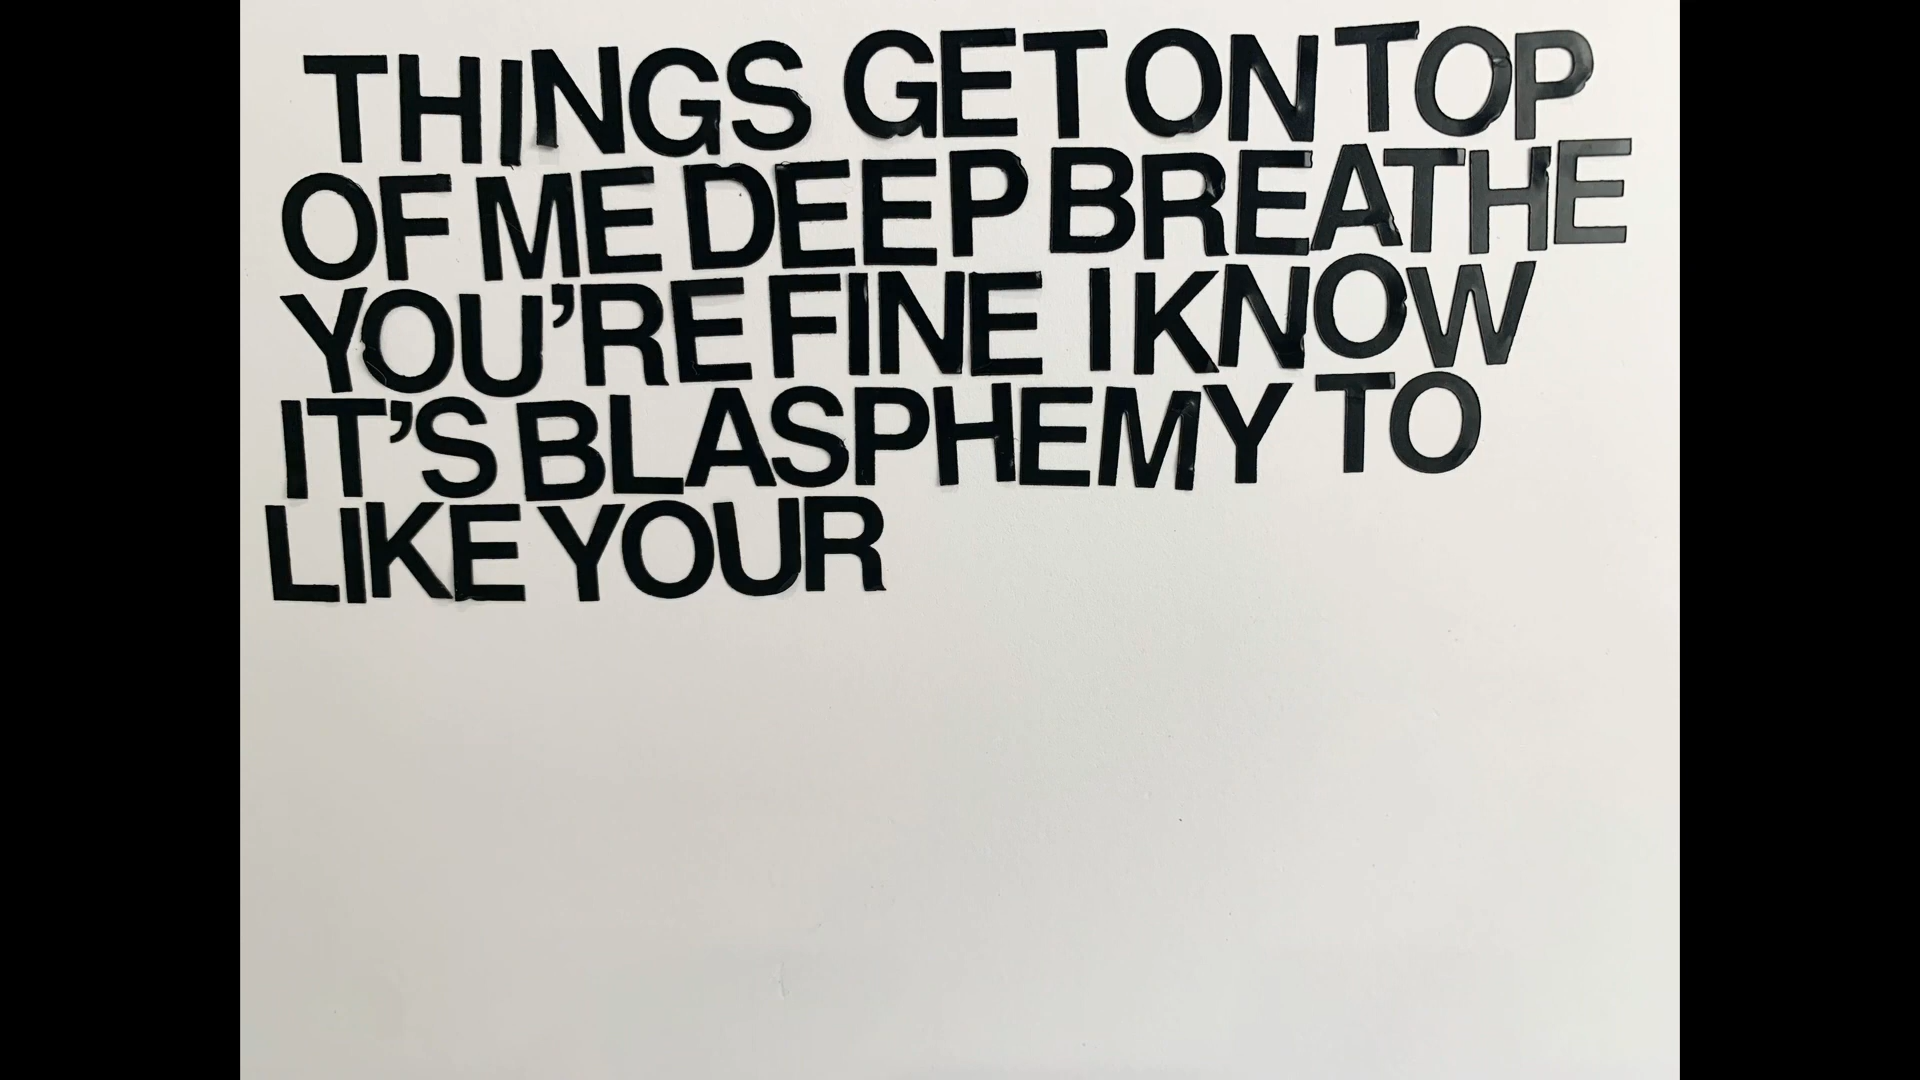 THINGS GET ON TOP
OF ME DEEP BREATHE
YOU'RE FINE I KNOW
IT'S BLASPHEMY TO
LIKE YOUR